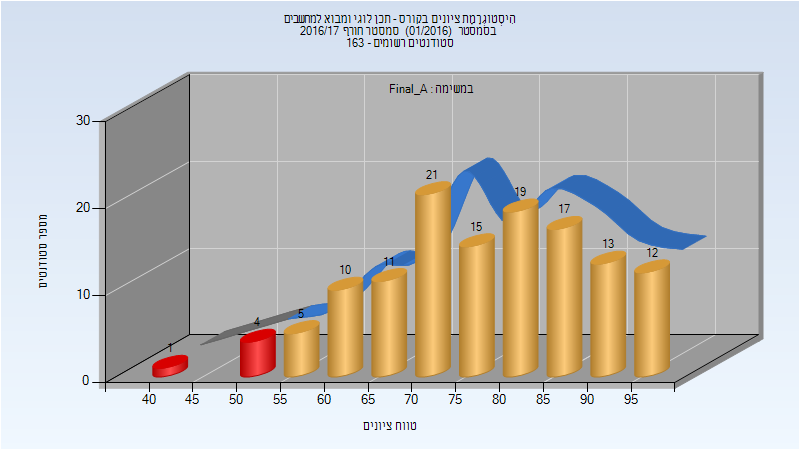 היסטוגרמת ציונים בקורס - תכן לוגי ומבוא למחשבים
בסמסטר (01/2016) סמסטר חורף 2016/17
סטודנטים רשומים - 163
במשימה : Final_A
מספר סטודנטים
30
20
10
0
1
4
5
10
11
21
15
19
17
13
12
40 45 50 55 60 65 70 75 80 85 90 95
טווח ציונים